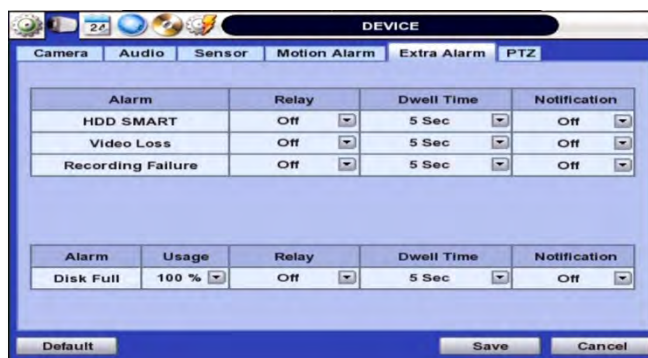 24 DEVICE
Camera Audio Sensor Motion Alarm Extra Alarm PTZ
Alarm Relay Dwell Time Notification
HDD SMART Off 5 Sec Off
Video Loss Off 5 Sec Off
Recording Failure Off 5 Sec Off
Alarm Usage Relay Dwell Time Notification
Disk Full 100 % Off 5 Sec Off
Default Save Cancel